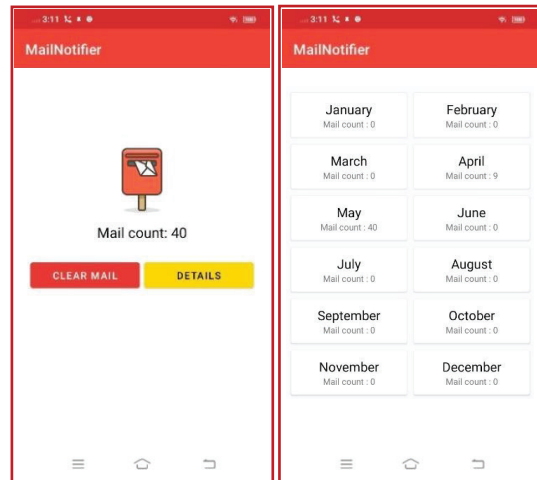 3:11
MailNotifier
Mail count: 40
CLEAR MAIL
DETAILS
3:11
MailNotifier
January
Mail count : 0
February
Mail count : 0
March
Mail count : 0
April
Mail count : 9
May
Mail count : 40
June
Mail count : 0
July
Mail count : 0
August
Mail count : 0
September
Mail count : 0
October
Mail count : 0
November
Mail count : 0
December
Mail count : 0